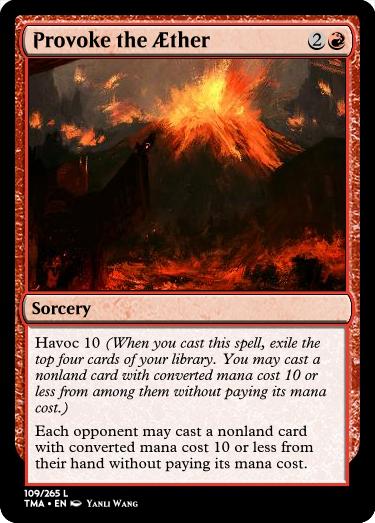 Provoke the Æther 2
Sorcery
Havoc 10 (When you cast this spell, exile the
top four cards of your library. You may cast a
nonland card with converted mana cost 10 or
less from among them without paying its mana
cost.)
Each opponent may cast a nonland card
with converted mana cost 10 or less from
their hand without paying its mana cost.
109/265 L
TMA • EN Yanli Wang